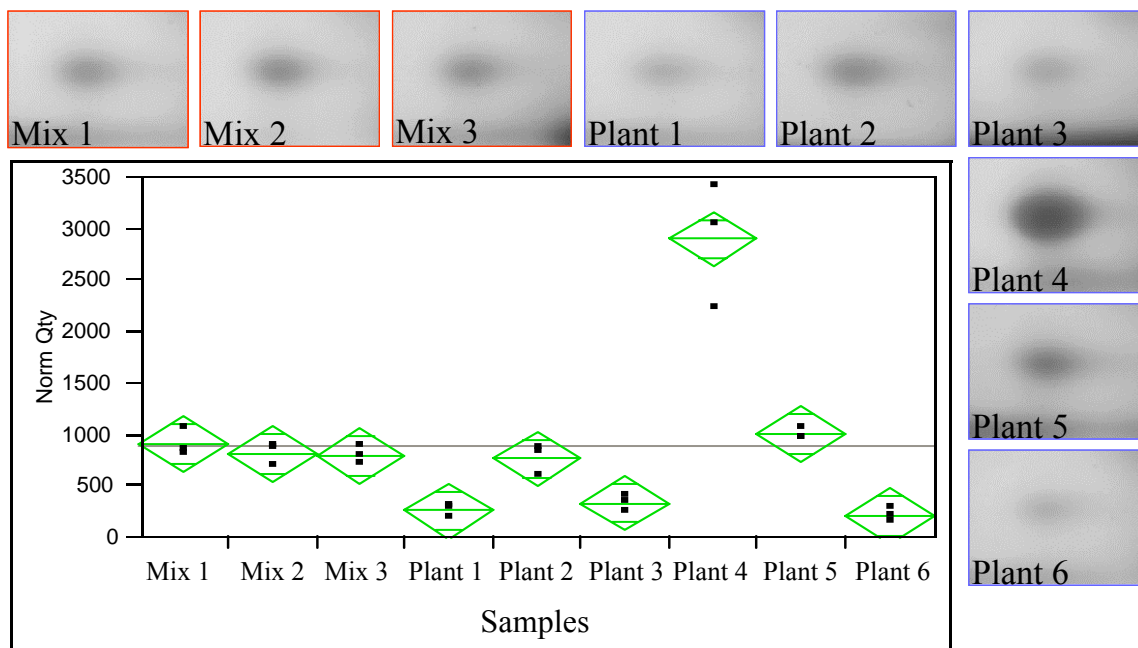 Mix 1 Mix 2 Mix 3 Plant 1 Plant 2 Plant 3
Plant 4
Plant 5
Plant 6
Norm Qty
3500
3000
2500
2000
1500
1000
500
0
Mix 1 Mix 2 Mix 3 Plant 1 Plant 2 Plant 3 Plant 4 Plant 5 Plant 6
Samples